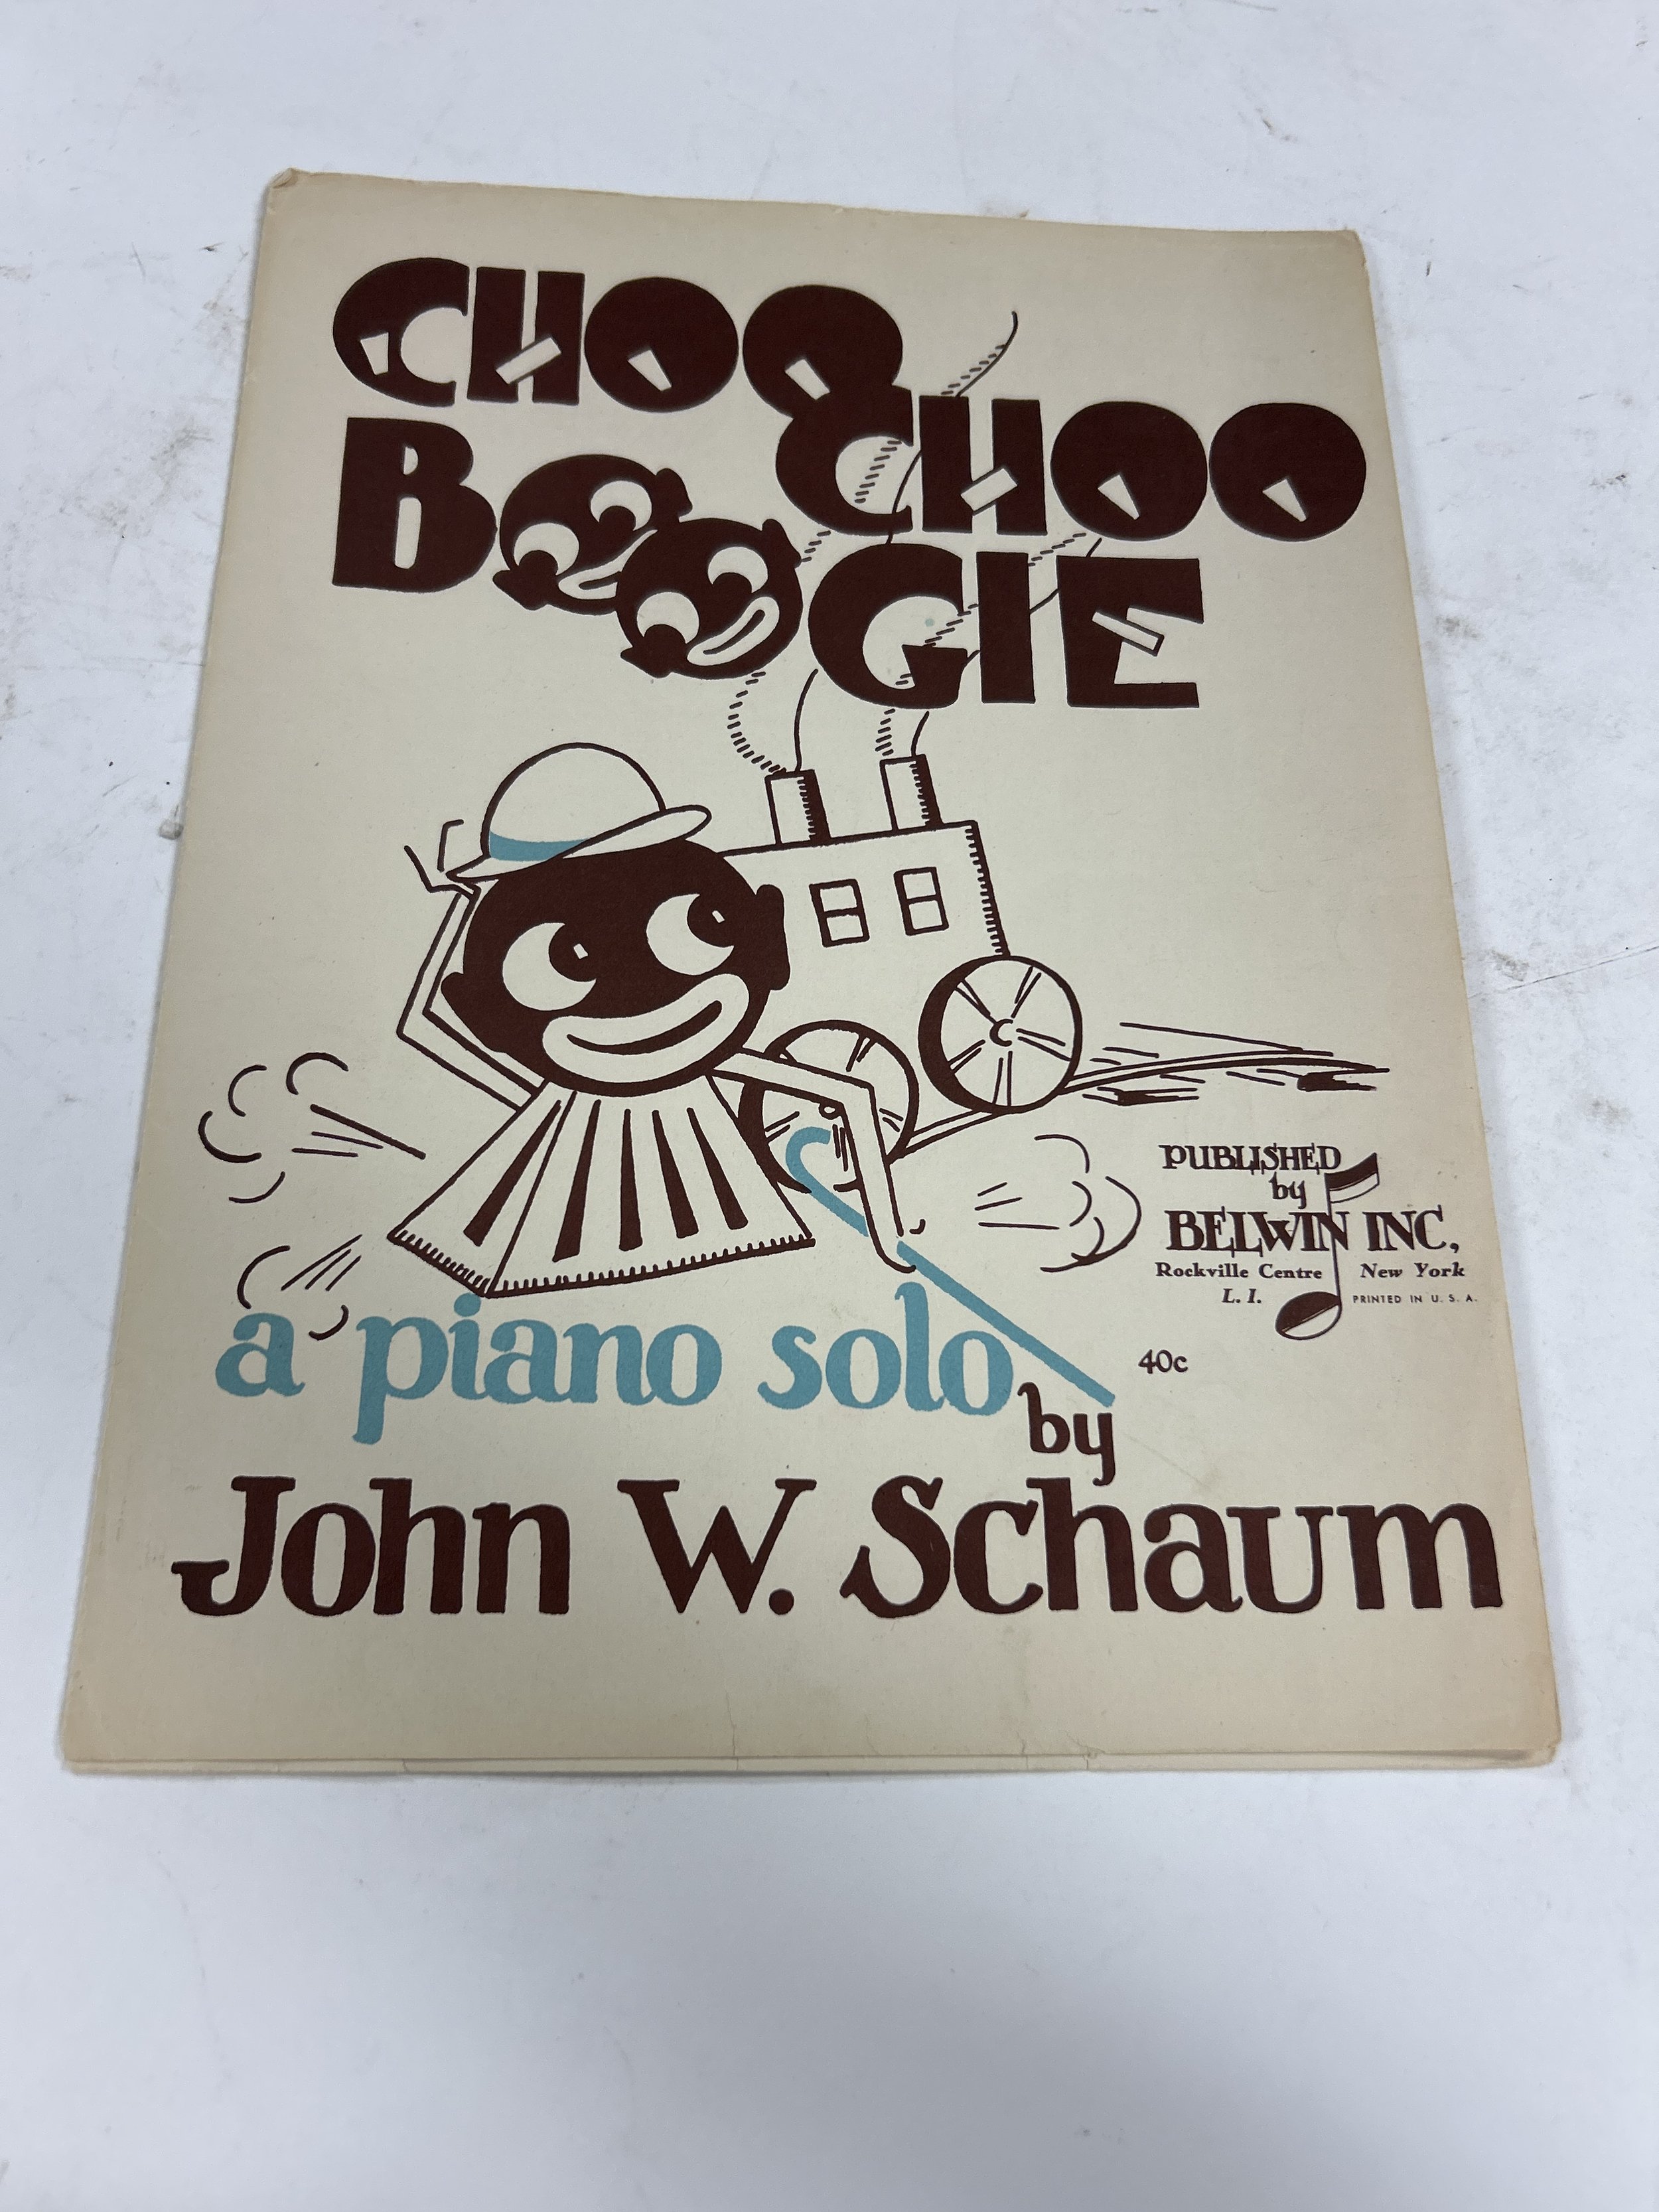 CHOO
CHOO
BOOGIE
PUBLISHED
by
BELWIN INC,
Rockville Centre New York
L. I. PRINTED IN U. S. A.
a piano solo
40c
by
John W. Schaum